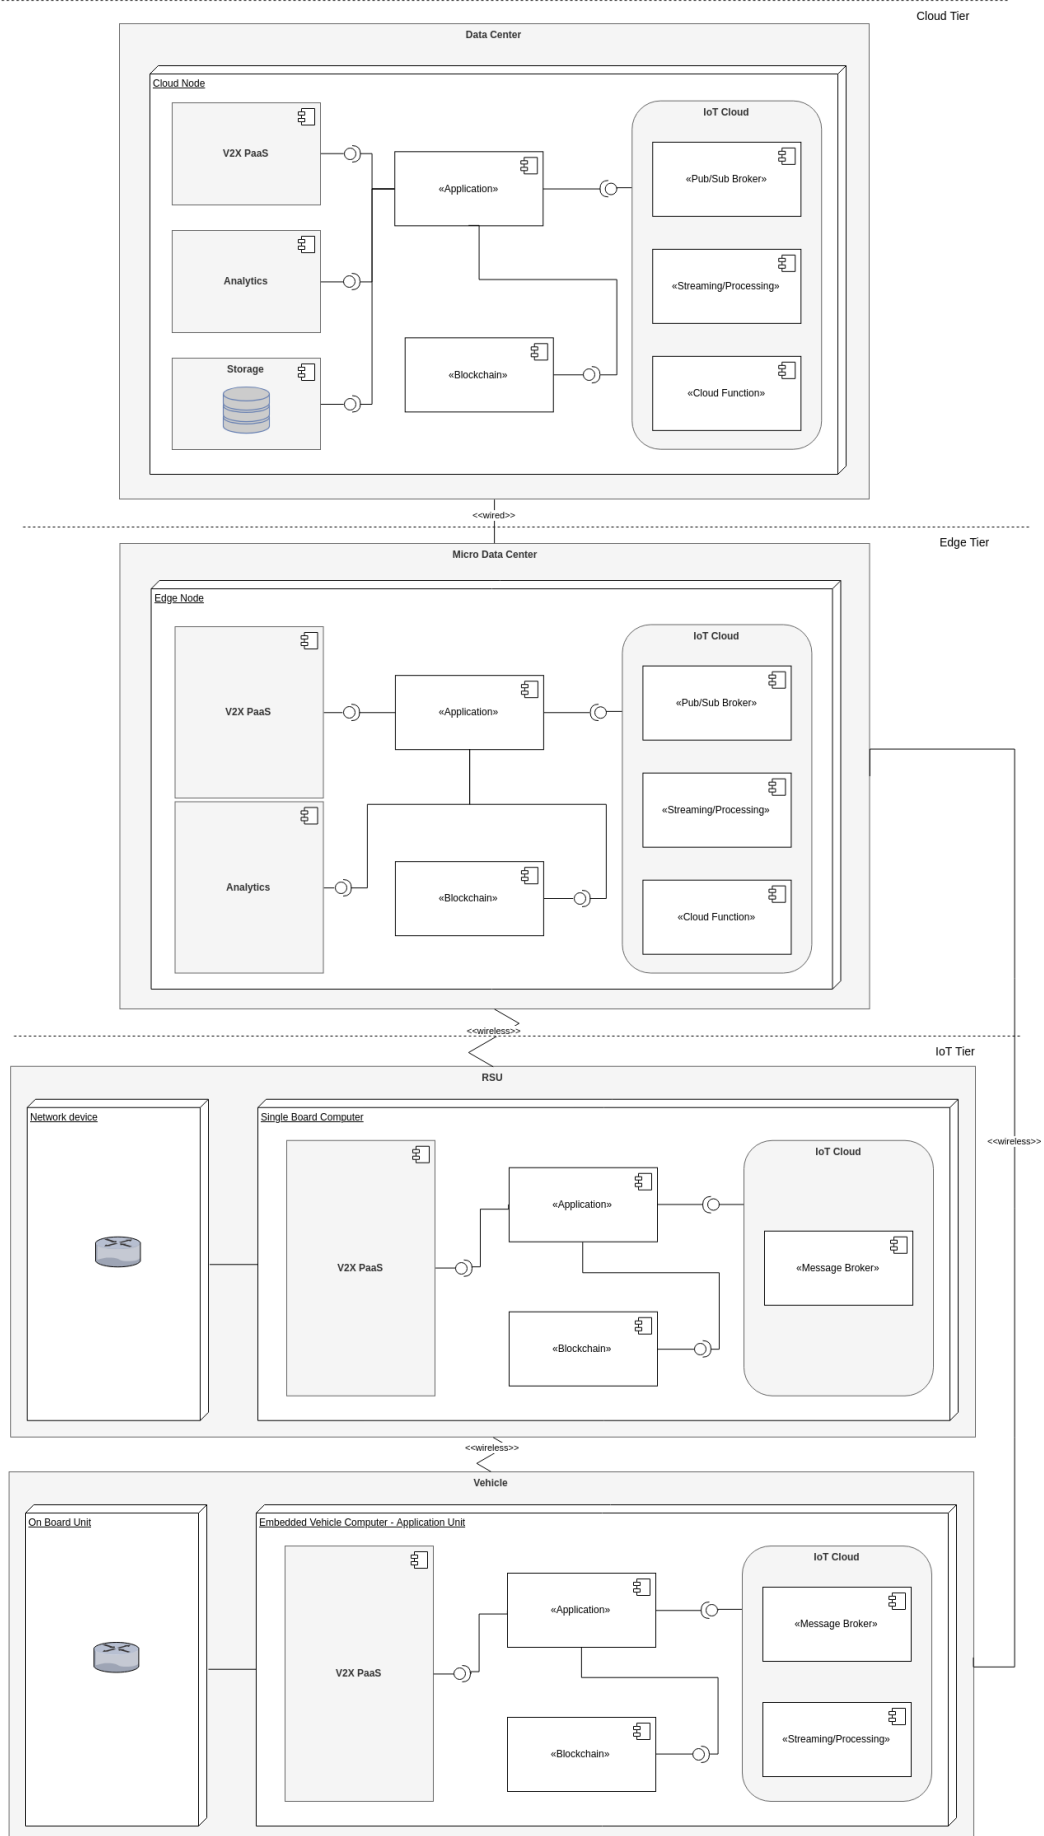 Cloud Tier
Data Center
Cloud Node
V2X PaaS
«Application»
IoT Cloud
«Pub/Sub Broker»
Analytics
«Streaming/Processing»
Storage
«Blockchain»
«Cloud Function»
<<wired>>
Edge Tier
Micro Data Center
Edge Node
V2X PaaS
«Application»
IoT Cloud
«Pub/Sub Broker»
«Streaming/Processing»
Analytics
«Blockchain»
«Cloud Function»
<<wireless>>
IoT Tier
RSU
Network device
Single Board Computer
V2X PaaS
«Application»
IoT Cloud
«Message Broker»
«Blockchain»
<<wireless>>
<<wireless>>
Vehicle
On Board Unit
Embedded Vehicle Computer - Application Unit
V2X PaaS
«Application»
IoT Cloud
«Message Broker»
«Blockchain»
«Streaming/Processing»